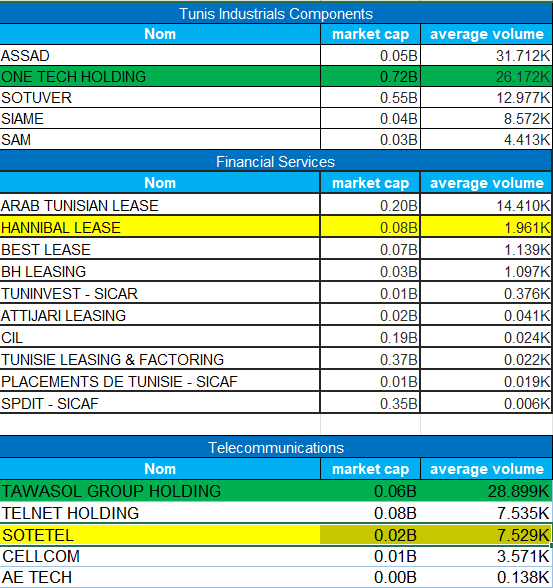 Tunis Industrials Components
Nom market cap average volume
ASSAD 0.05B 31.712K
ONE TECH HOLDING 0.72B 26.172K
SOTUVER 0.55B 12.977K
SIAME 0.04B 8.572K
SAM 0.03B 4.413K
Financial Services
Nom market cap average volume
ARAB TUNISIAN LEASE 0.20B 14.410K
HANNIBAL LEASE 0.08B 1.961K
BEST LEASE 0.07B 1.139K
BH LEASING 0.03B 1.097K
TUNINVEST - SICAR 0.01B 0.376K
ATTIJARI LEASING 0.02B 0.041K
CIL 0.19B 0.024K
TUNISIE LEASING & FACTORING 0.37B 0.022K
PLACEMENTS DE TUNISIE - SICAF 0.01B 0.019K
SPDIT - SICAF 0.35B 0.006K
Telecommunications
Nom market cap average volume
TAWASOL GROUP HOLDING 0.06B 28.899K
TELNET HOLDING 0.08B 7.535K
SOTETEL 0.02B 7.529K
CELLCOM 0.01B 3.571K
AE TECH 0.00B 0.138K